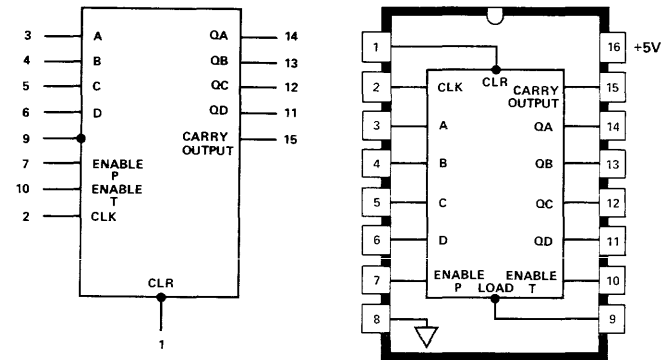 3 A QA 14
4 B QB 13
5 C QC 12
6 D QD 11
9 CARRY OUTPUT 15
7 ENABLE P
10 ENABLE T
2 CLK
CLR
1
1 CLR 16 +5V
2 CLK CARRY OUTPUT 15
3 A QA 14
4 B QB 13
5 C QC 12
6 D QD 11
7 ENABLE P LOAD ENABLE T 10
8 9